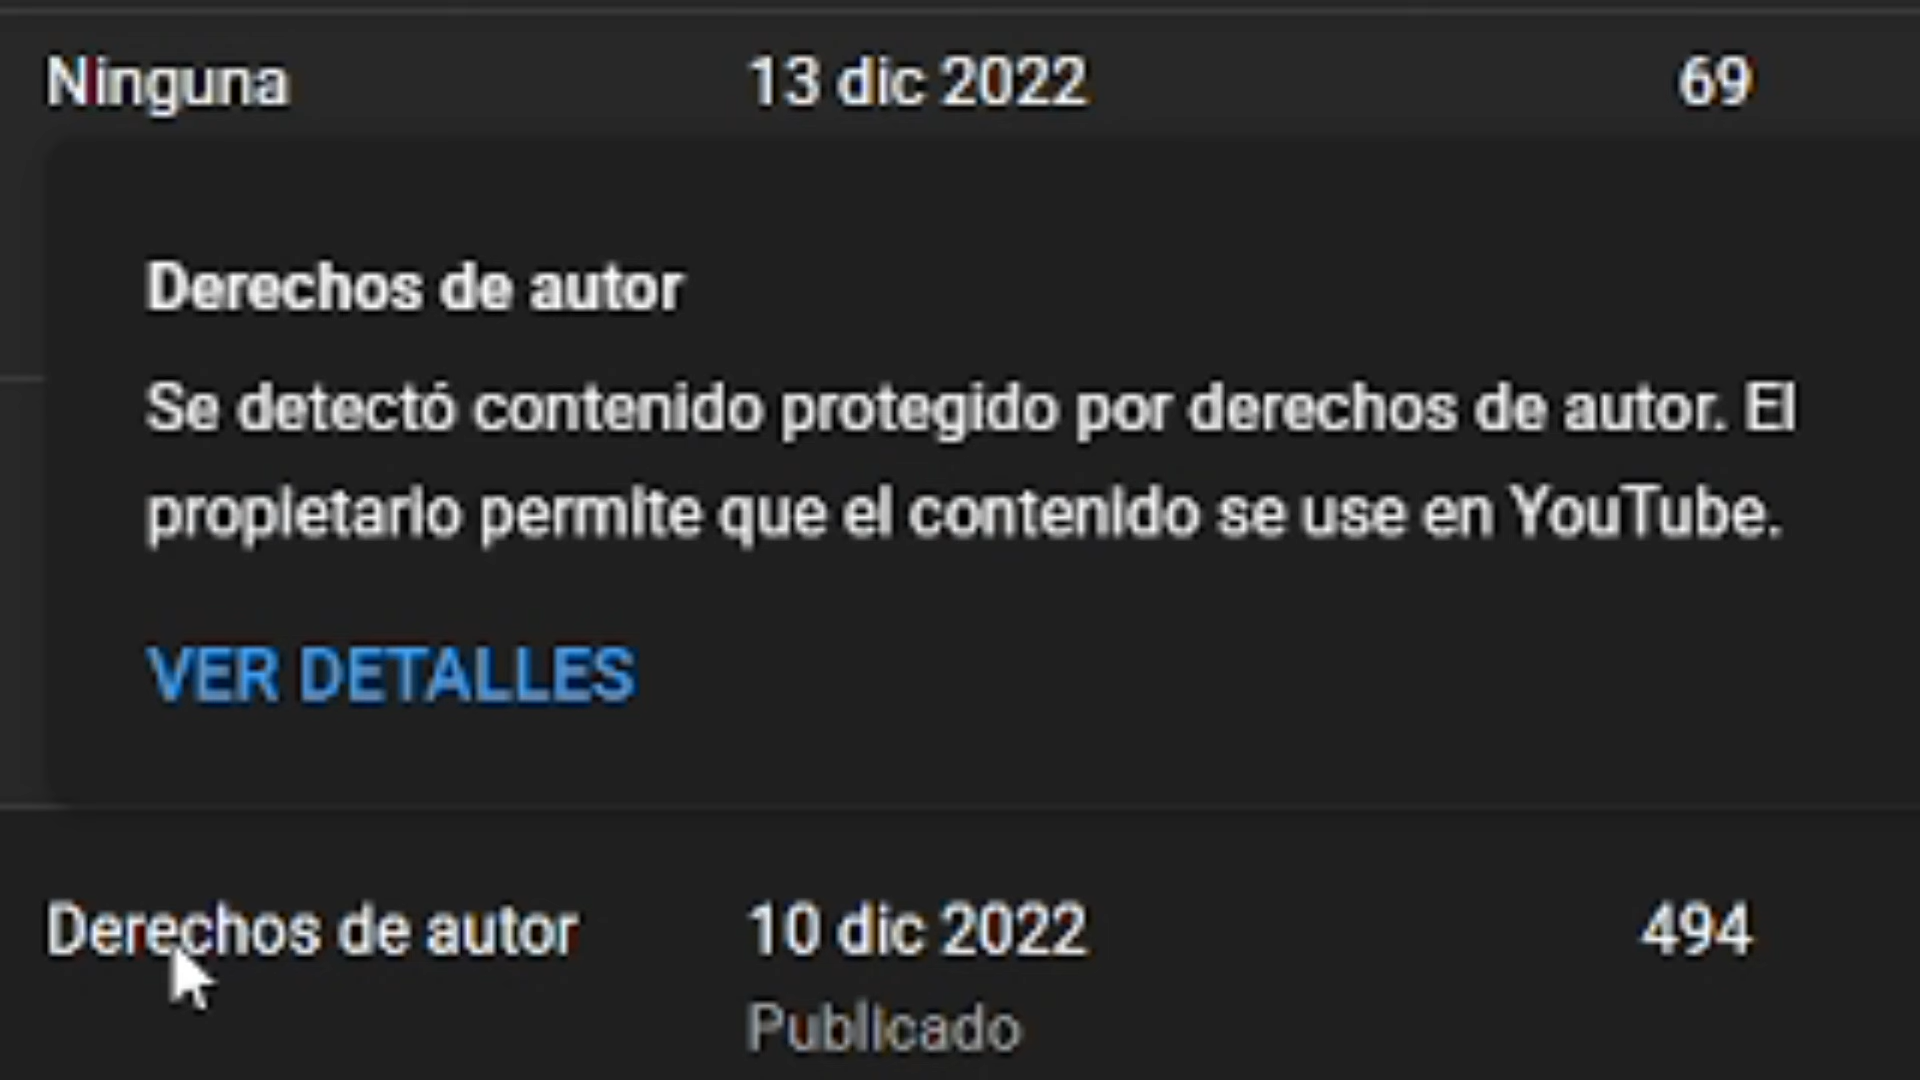 Ninguna 13 dic 2022 69
Derechos de autor
Se detectó contenido protegido por derechos de autor. El
propietario permite que el contenido se use en YouTube.
VER DETALLES
Derechos de autor 10 dic 2022 494
Publicado